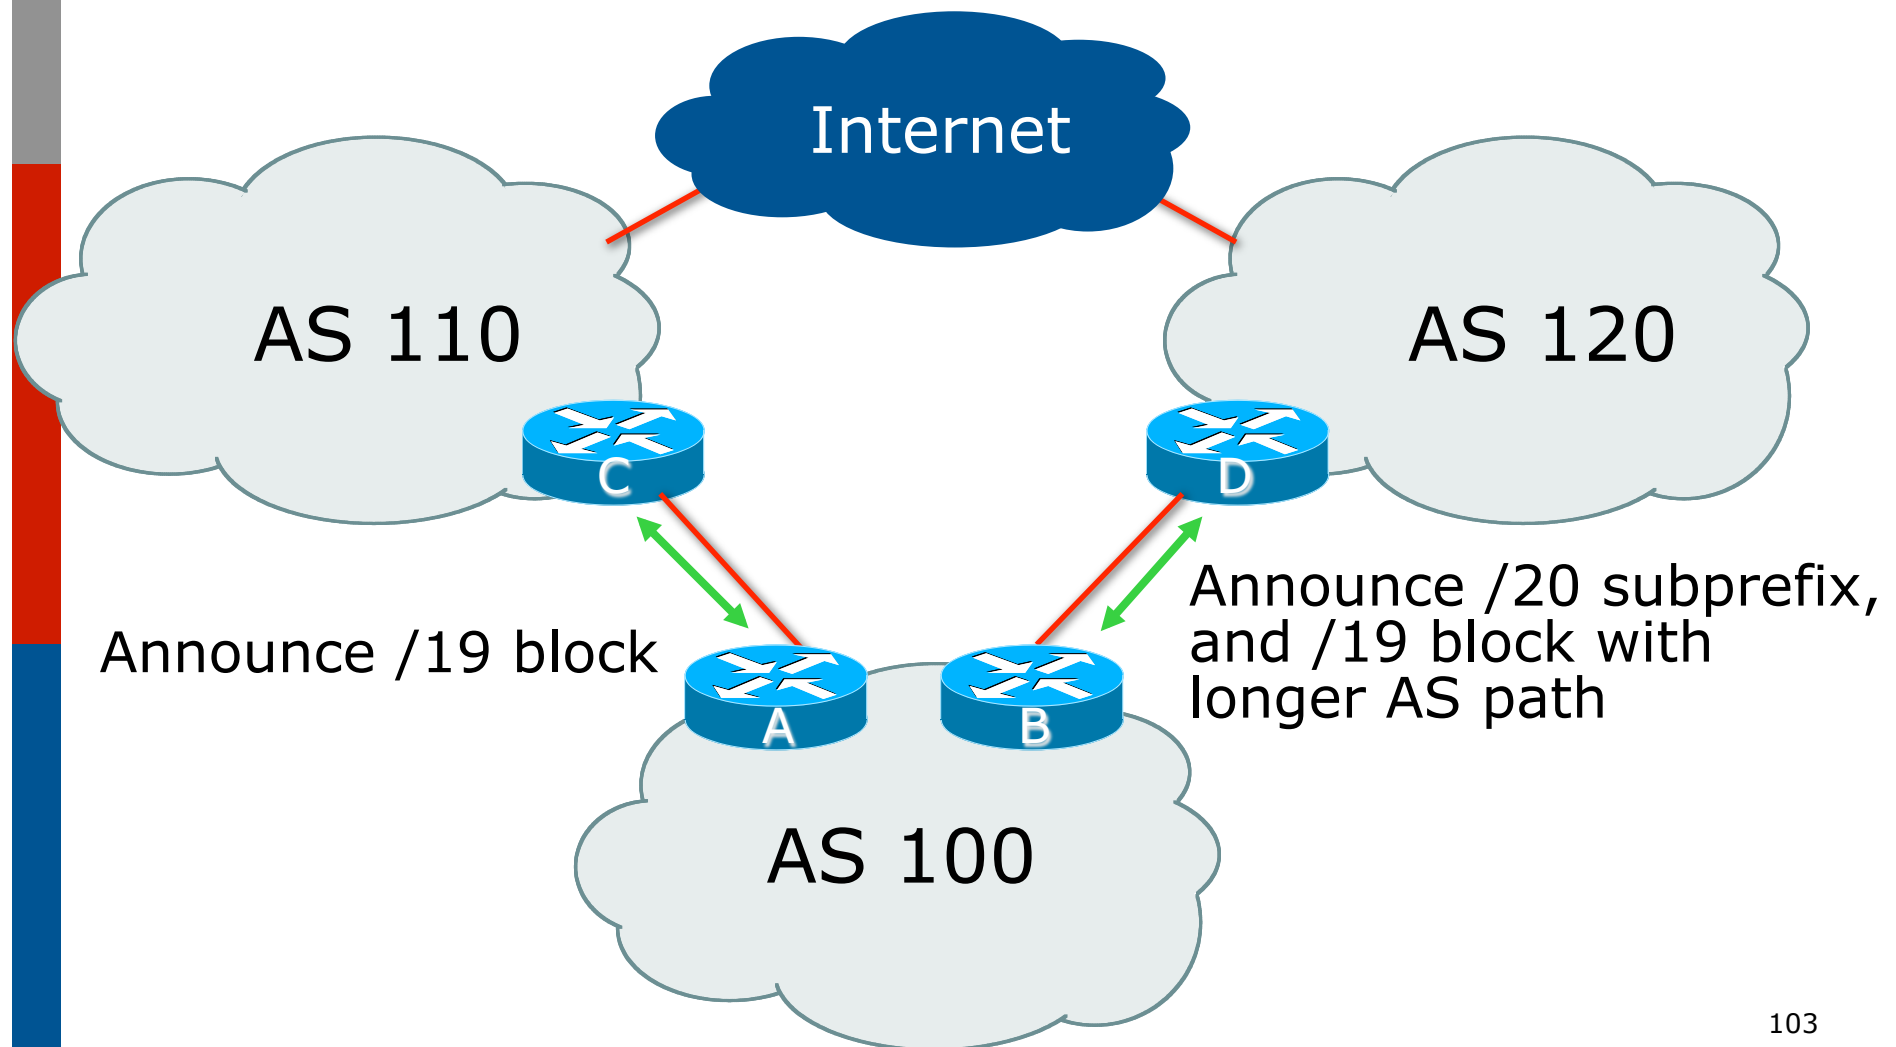 Internet
AS 110
AS 120
C
D
Announce /19 block
Announce /20 subprefix,
and /19 block with
longer AS path
A
B
AS 100
103